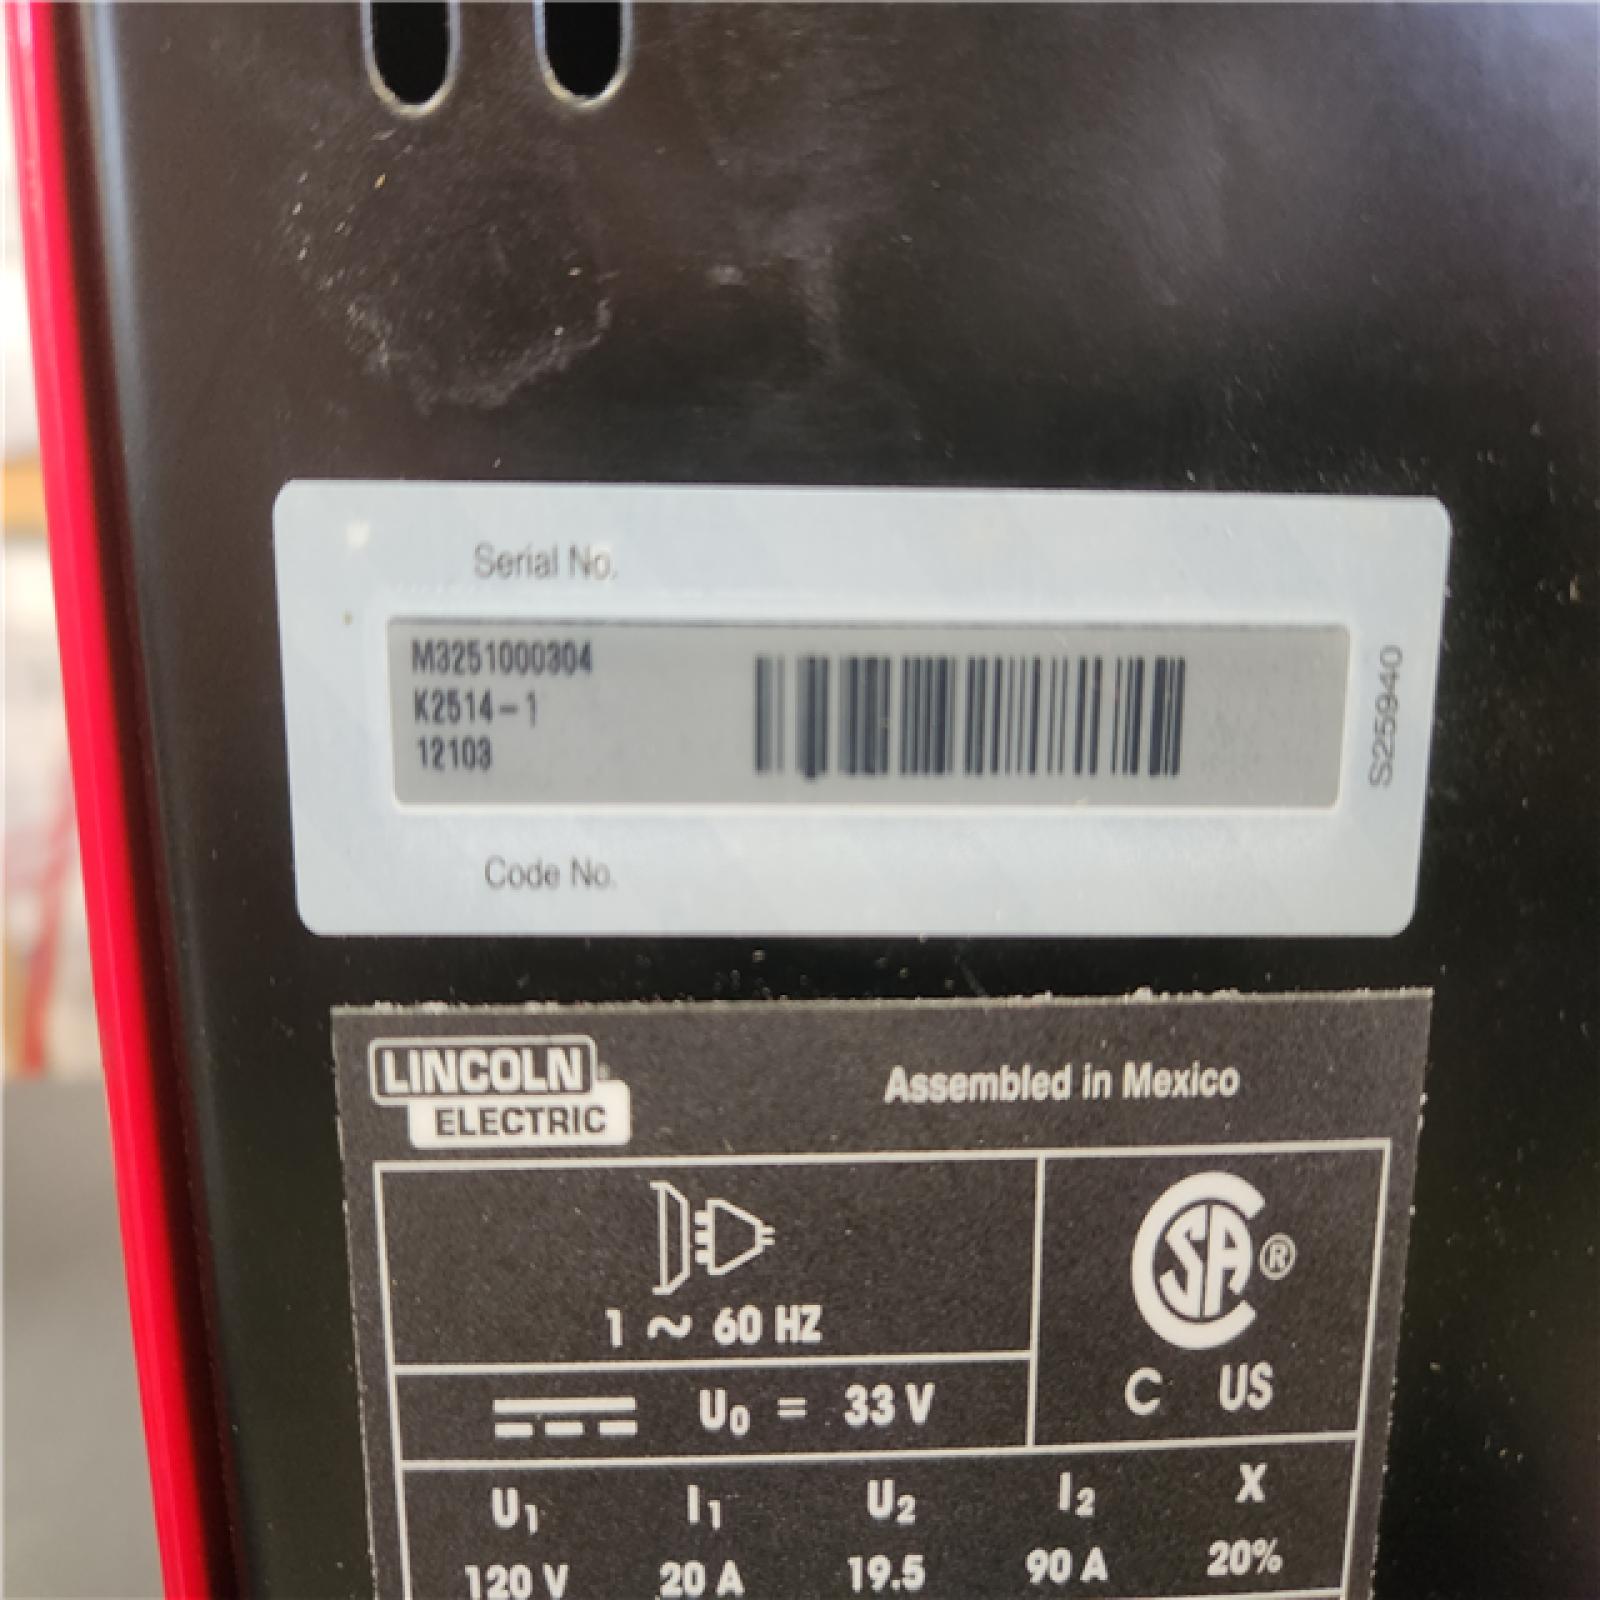 Serial No.
M3251000304
K2514-1
12103
S25940
Code No.
LINCOLN
ELECTRIC
Assembled in Mexico
1 ~ 60 HZ
CSA ®
C US
U0 = 33 V
U1 I1 U2 I2 X
120 V 20 A 19.5 90 A 20%